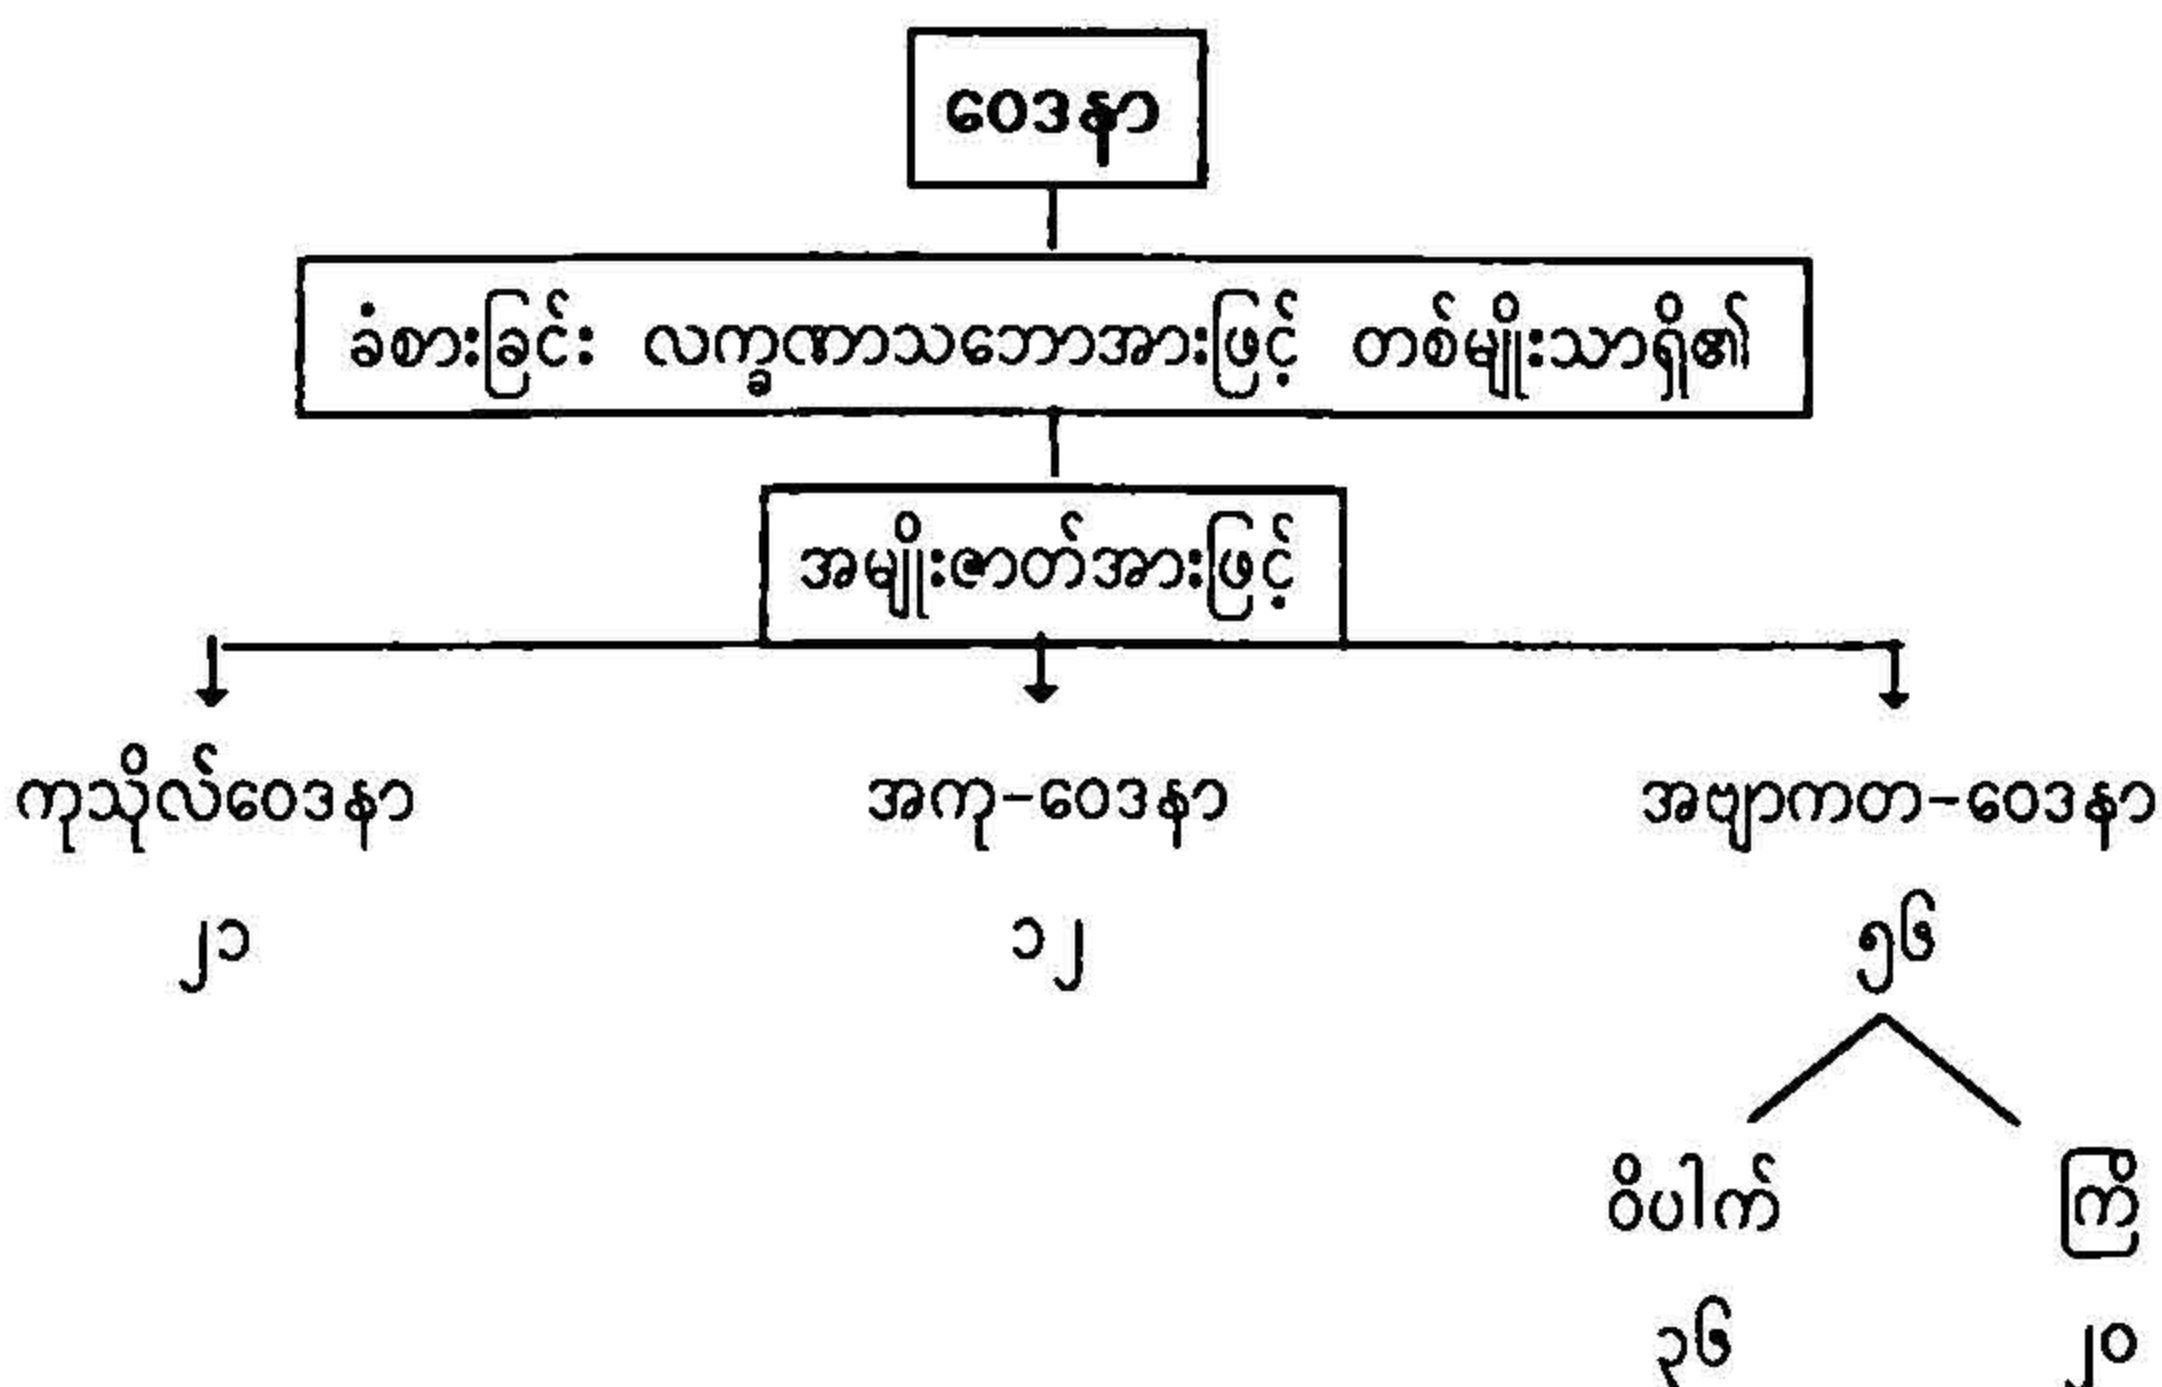 ဝေဒနာ
ခံစားခြင်း လက္ခဏာသဘောအားဖြင့် တစ်မျိုးသာရှိ၏
အမျိုးဇာတ်အားဖြင့်
ကုသိုလ်ဝေဒနာ အကု-ဝေဒနာ အဗျာကတ-ဝေဒနာ
၂၁ ၁၂ ၅၆
ဝိပါက် ကြိ
၃၆ ၂၀